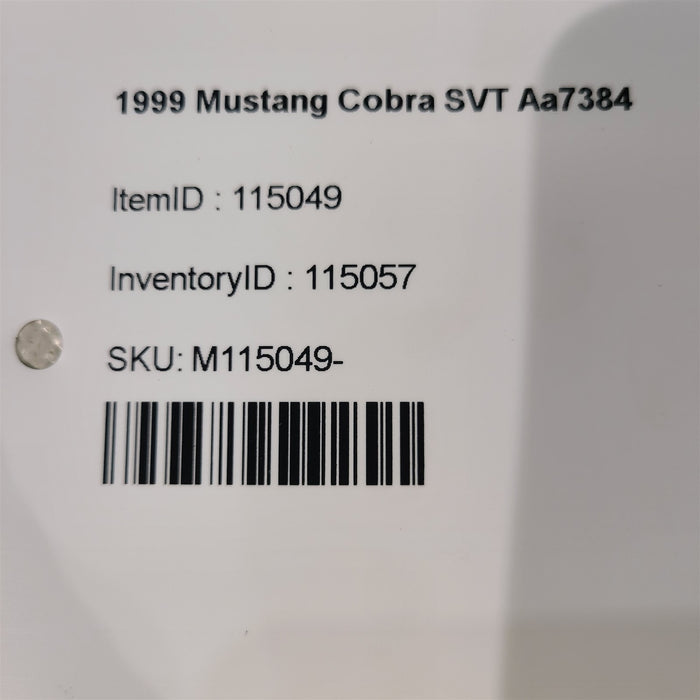 1999 Mustang Cobra SVT Aa7384
ItemID : 115049
InventoryID : 115057
SKU: M115049-